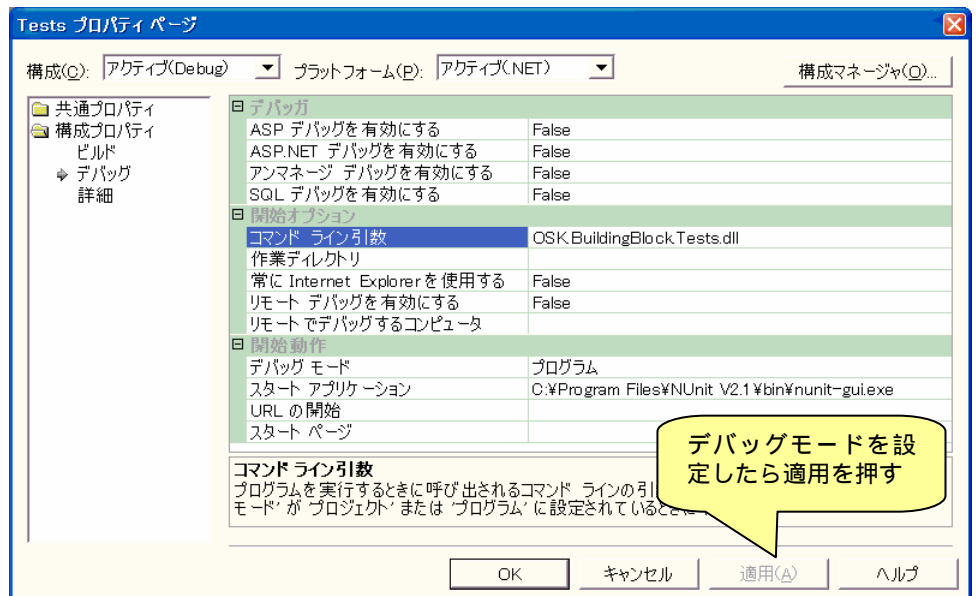 Tests プロパティ ページ
構成(C): アクティブ(Debug) プラットフォーム(P): アクティブ(.NET) 構成マネージャ(O)...
共通プロパティ
構成プロパティ
ビルド
デバッグ
詳細
デバッガ
ASP デバッグを有効にする False
ASP.NET デバッグを有効にする False
アンマネージ デバッグを有効にする False
SQL デバッグを有効にする False
開始オプション
コマンド ライン引数 OSK.BuildingBlock.Tests.dll
作業ディレクトリ
常に Internet Explorer を使用する False
リモート デバッグを有効にする False
リモートでデバッグするコンピュータ
開始動作
デバッグ モード プログラム
スタート アプリケーション C:¥Program Files¥NUnit V2.1¥bin¥nunit-gui.exe
URL の開始
スタート ページ
デバッグモードを設
定したら適用を押す
コマンド ライン引数
プログラムを実行するときに呼び出されるコマンド ラインの引
モード' が 'プロジェクト' または 'プログラム' に設定されているとき
OK キャンセル 適用(A) ヘルプ